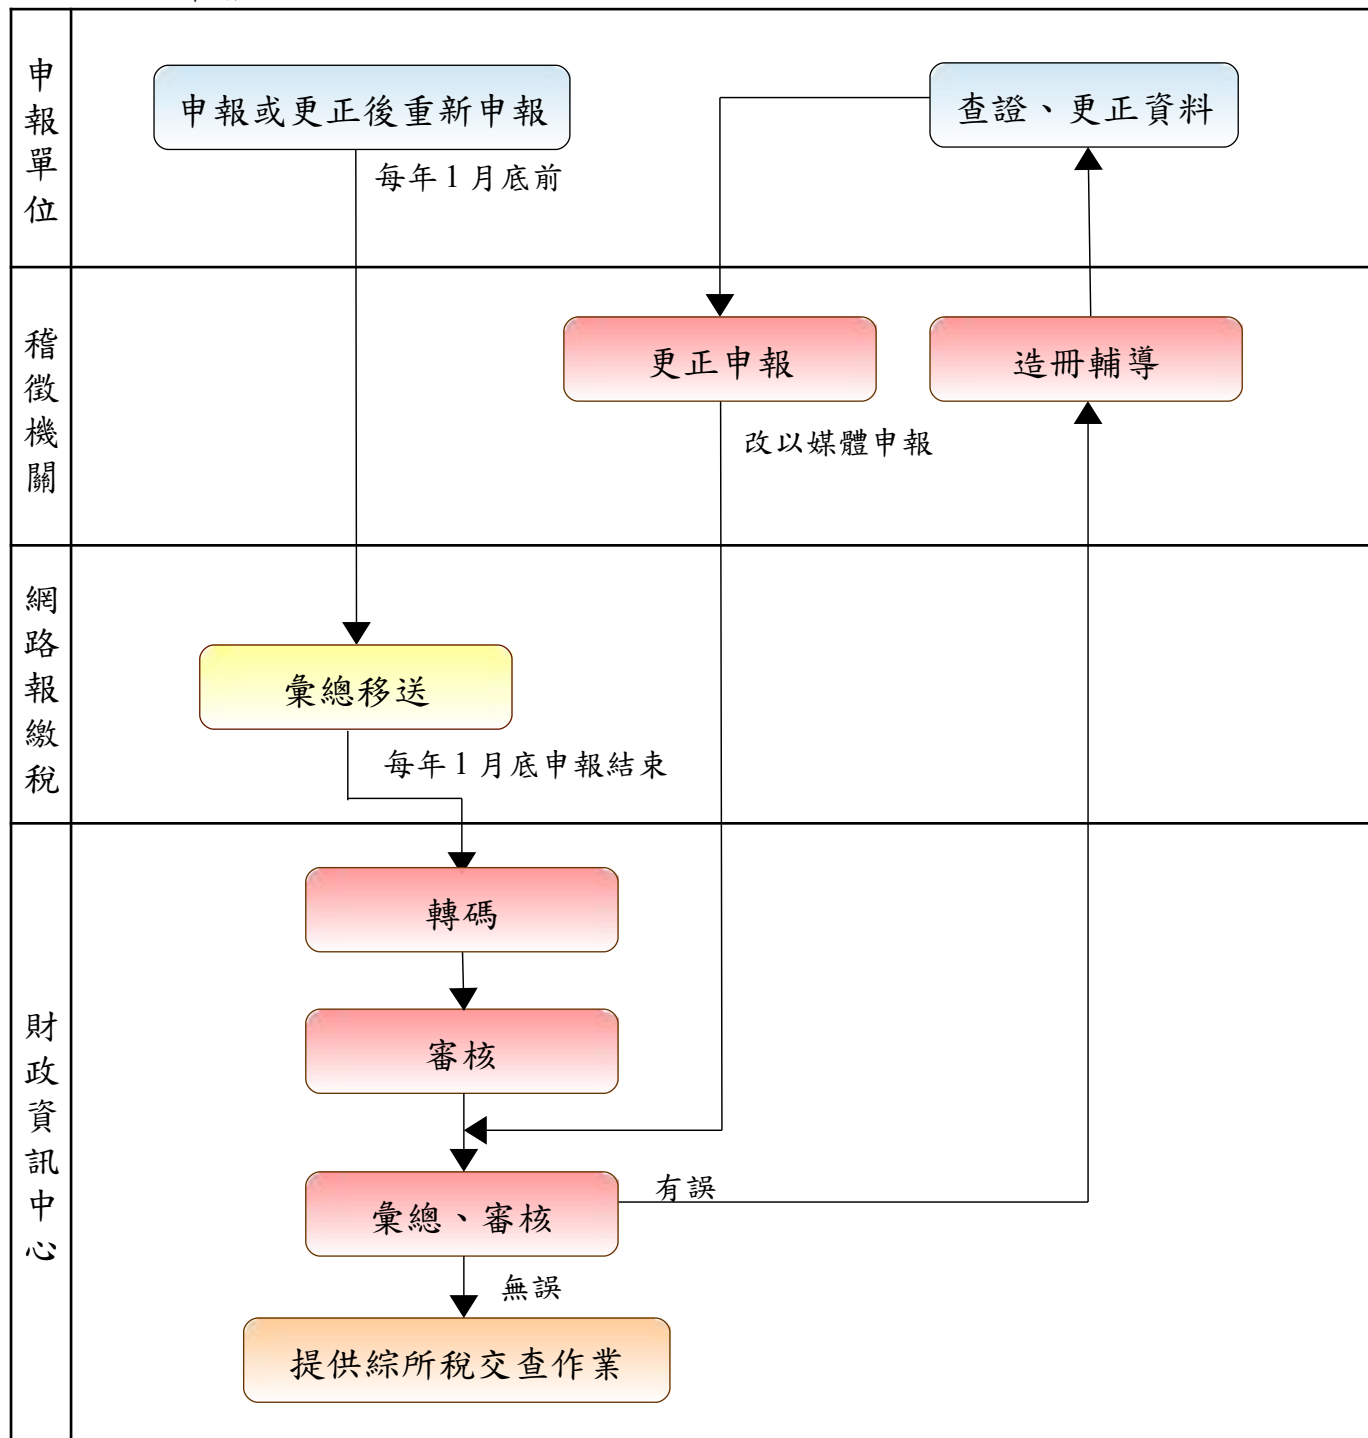 申報單位
申報或更正後重新申報
查證、更正資料
每年1月底前
稽徵機關
更正申報
造冊輔導
改以媒體申報
網路報繳稅
彙總移送
每年1月底申報結束
財政資訊中心
轉碼
審核
彙總、審核
有誤
無誤
提供綜所稅交查作業